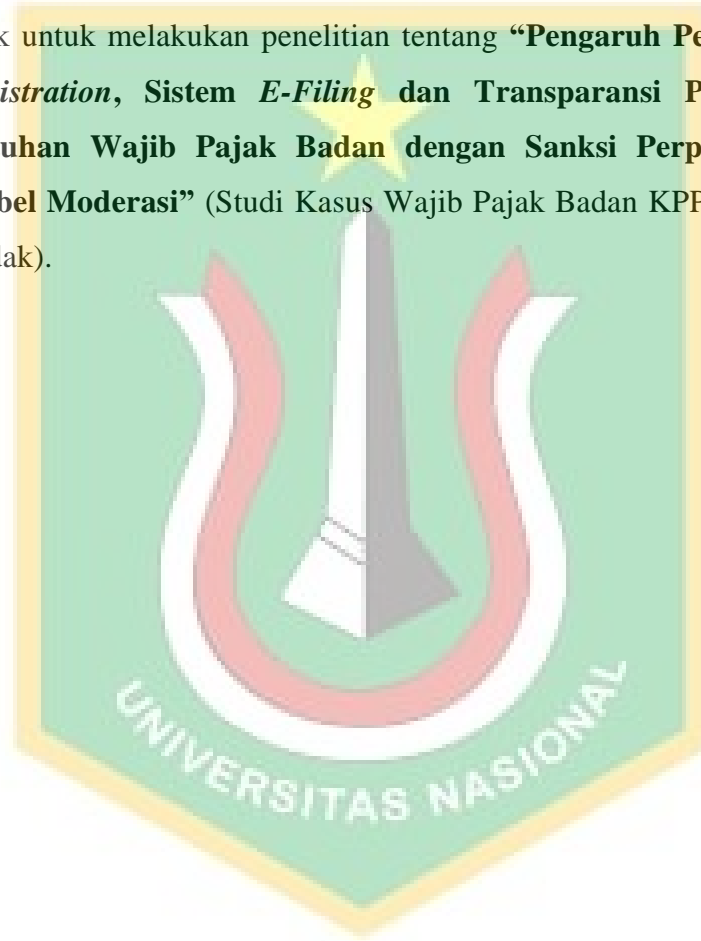 k untuk melakukan penelitian tentang “Pengaruh Pe
istration, Sistem E-Filing dan Transparansi P
uhan Wajib Pajak Badan dengan Sanksi Perp
bel Moderasi” (Studi Kasus Wajib Pajak Badan KPP
lak).
UNIVERSITAS NASIONAL